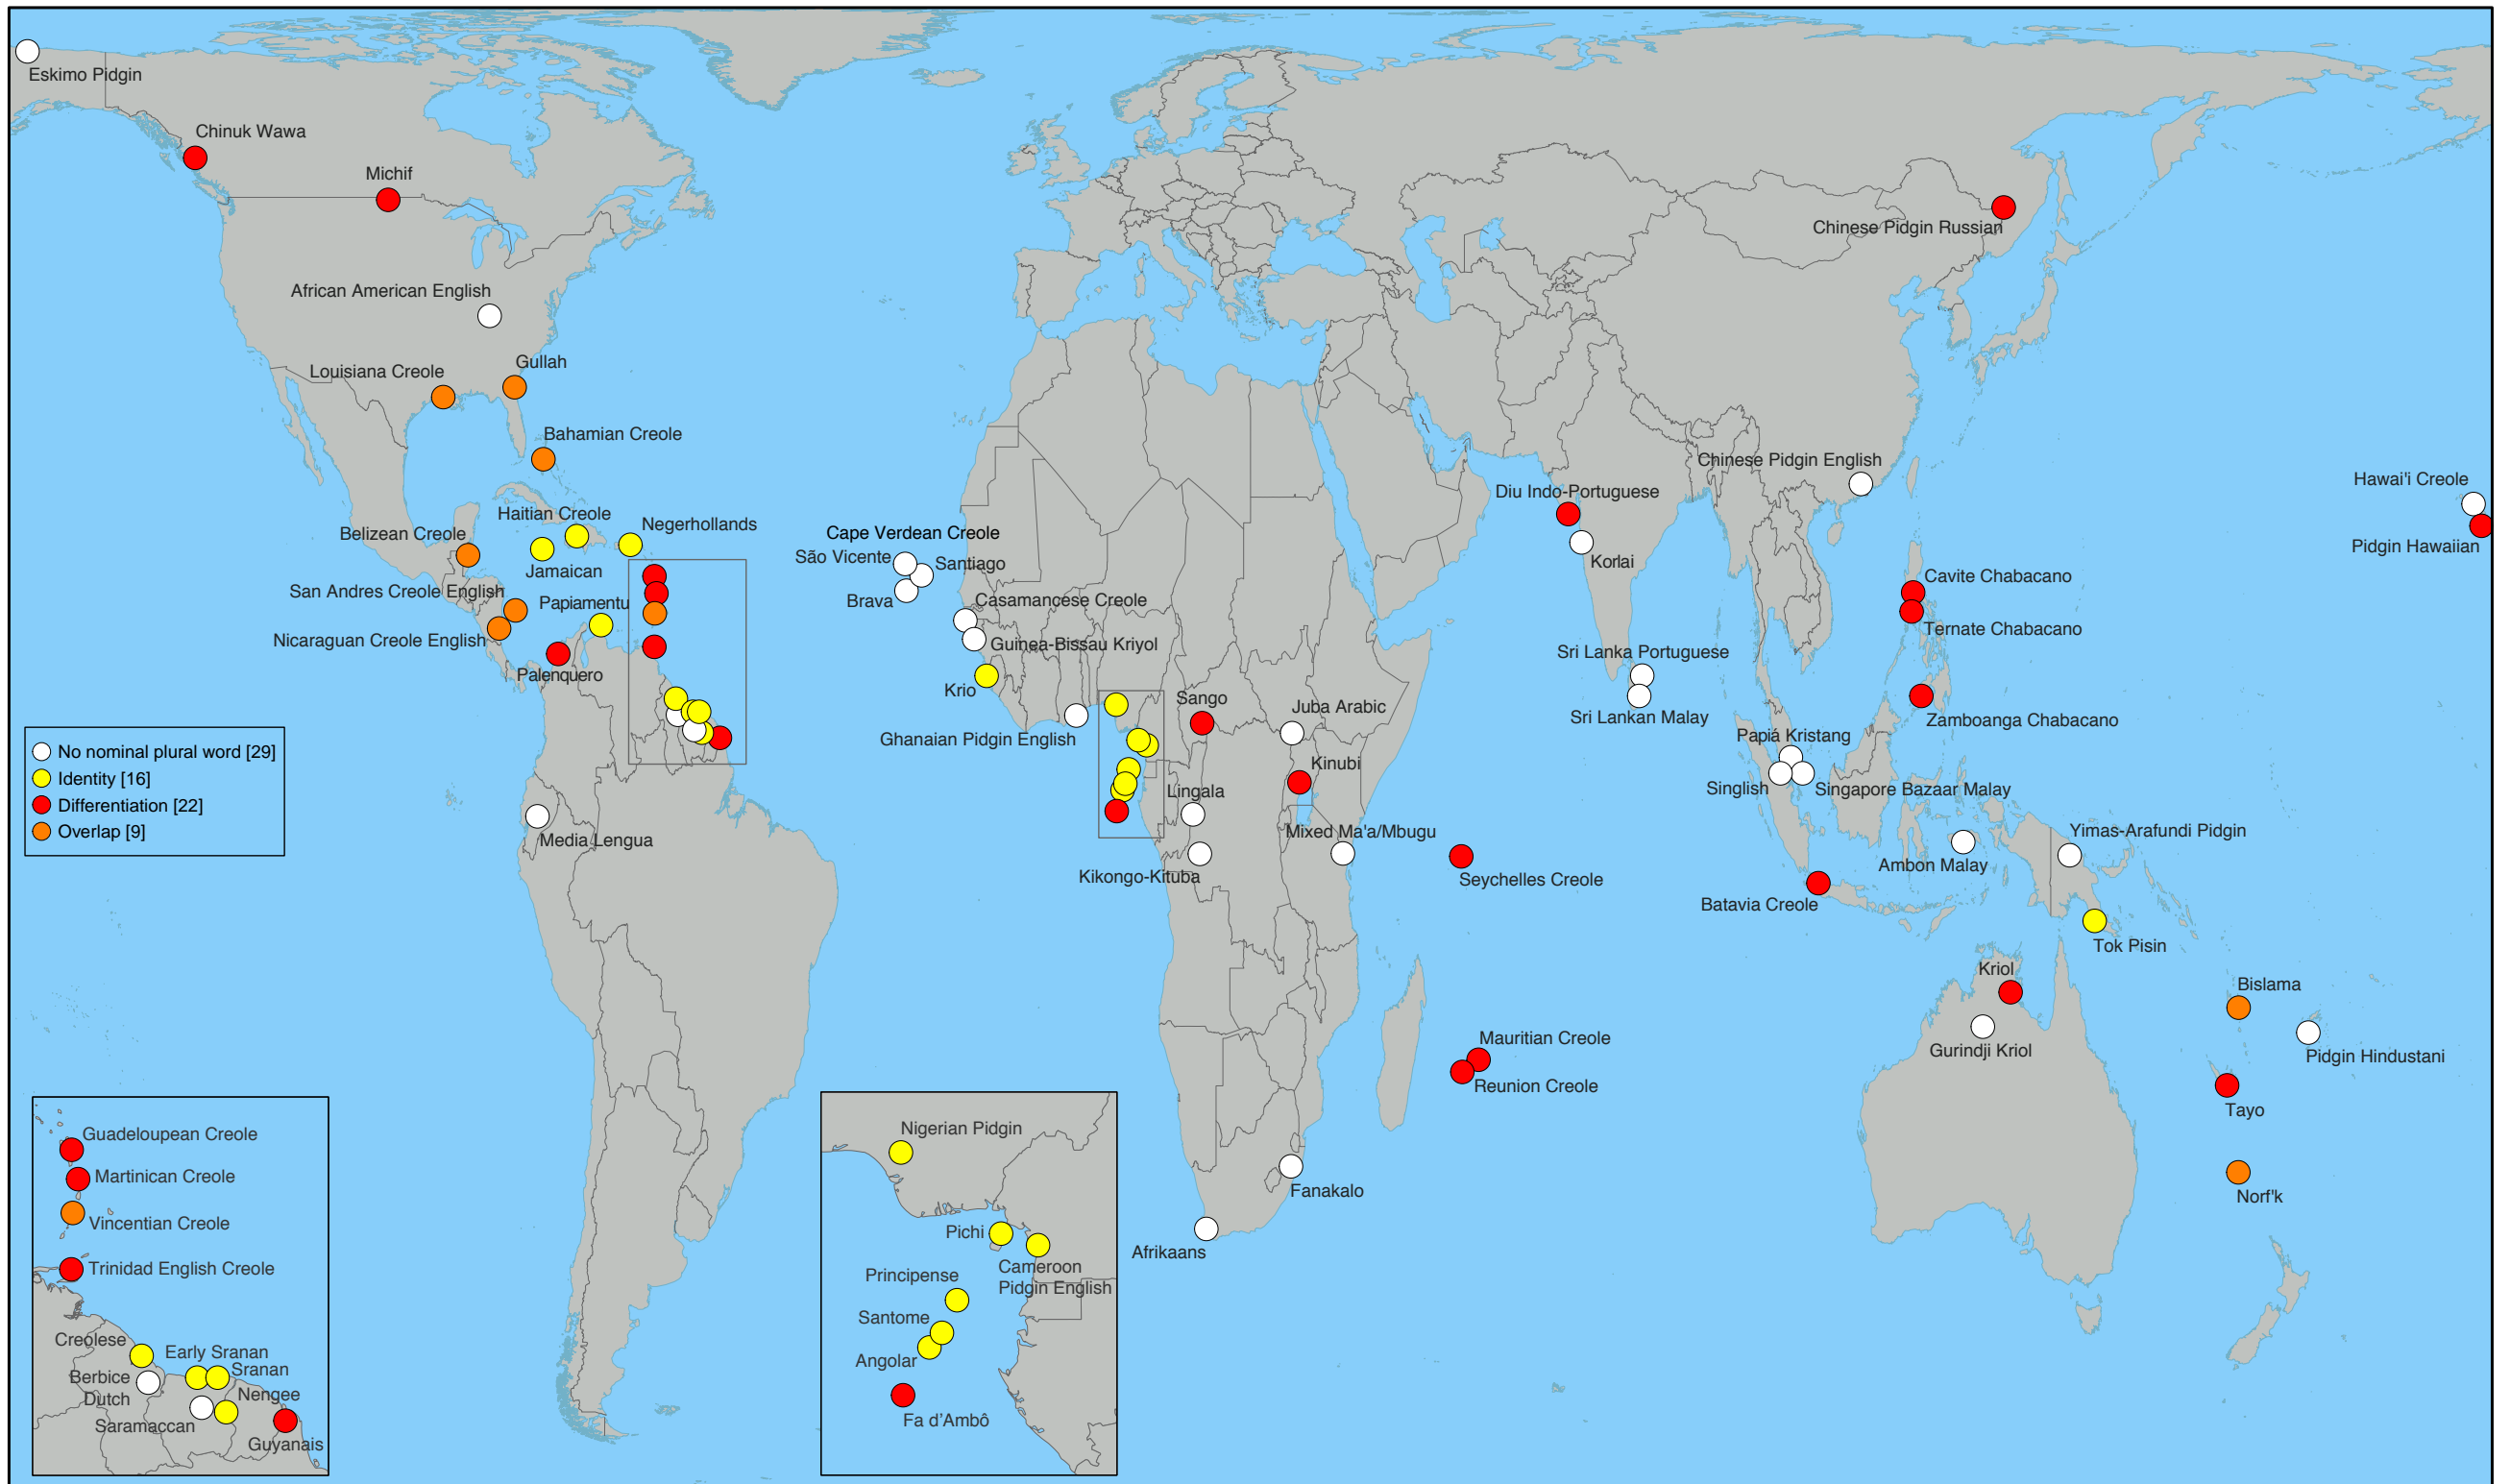 Eskimo Pidgin
Chinuk Wawa
Michif
African American English
Gullah
Louisiana Creole
Bahamian Creole
Haitian Creole
Negerhollands
Belizean Creole
Jamaican
San Andres Creole English
Papiamentu
Nicaraguan Creole English
Palenquero
Media Lengua
Cape Verdean Creole
São Vicente
Santiago
Brava
Casamancese Creole
Guinea-Bissau Kriyol
Krio
Ghanaian Pidgin English
Sango
Juba Arabic
Kinubi
Lingala
Mixed Ma'a/Mbugu
Kikongo-Kituba
Seychelles Creole
Mauritian Creole
Reunion Creole
Fanakalo
Afrikaans
Chinese Pidgin Russian
Chinese Pidgin English
Diu Indo-Portuguese
Korlai
Sri Lanka Portuguese
Sri Lankan Malay
Hawai'i Creole
Pidgin Hawaiian
Cavite Chabacano
Ternate Chabacano
Zamboanga Chabacano
Papiá Kristang
Singlish
Singapore Bazaar Malay
Ambon Malay
Yimas-Arafundi Pidgin
Batavia Creole
Tok Pisin
Kriol
Gurindji Kriol
Bislama
Pidgin Hindustani
Tayo
Norf'k
No nominal plural word [29]
Identity [16]
Differentiation [22]
Overlap [9]
Guadeloupean Creole
Martinican Creole
Vincentian Creole
Trinidad English Creole
Creolese
Early Sranan
Sranan
Berbice
Dutch
Nengee
Saramaccan
Guyanais
Nigerian Pidgin
Pichi
Cameroon
Pidgin English
Principense
Santome
Angolar
Fa d’Ambô